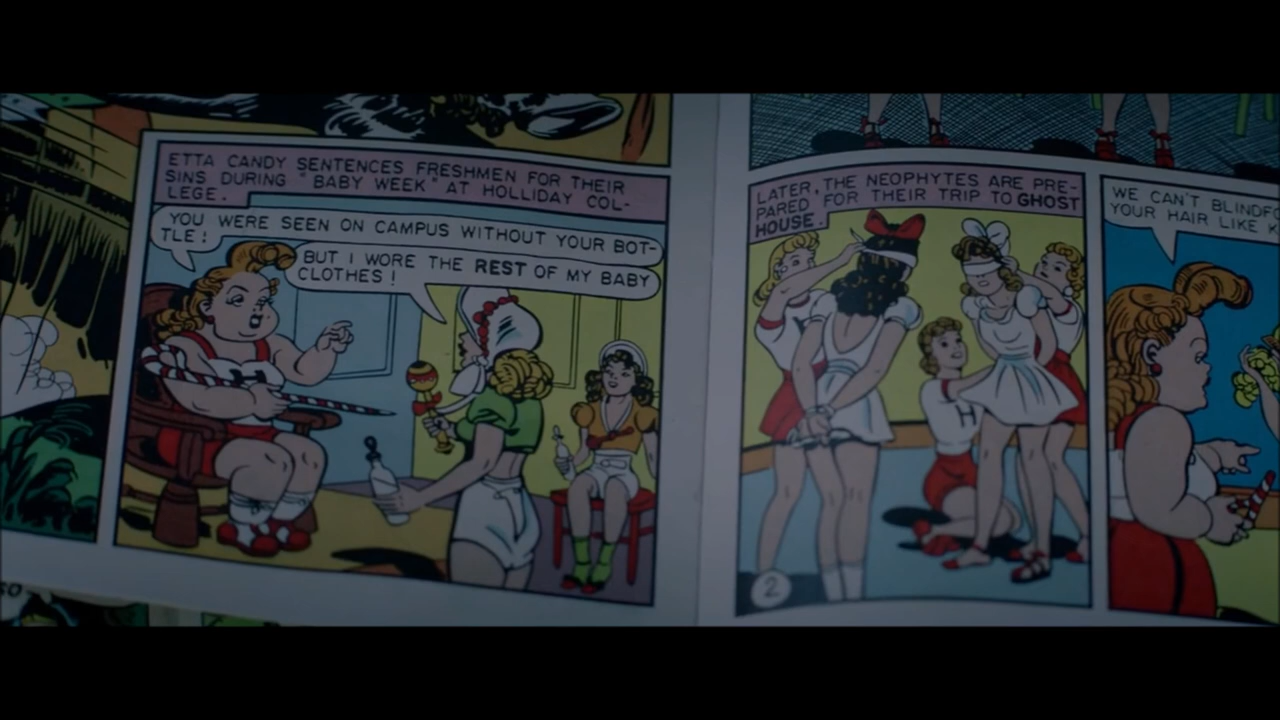 ETTA CANDY SENTENCES FRESHMEN FOR THEIR
SINS DURING "BABY WEEK" AT HOLLIDAY COL-
LEGE.
YOU WERE SEEN ON CAMPUS WITHOUT YOUR BOT-
TLE!
BUT I WORE THE REST OF MY BABY
CLOTHES!
H
LATER, THE NEOPHYTES ARE PRE-
PARED FOR THEIR TRIP TO GHOST
HOUSE.
H
2
WE CAN'T
YOUR HAIR LIKE